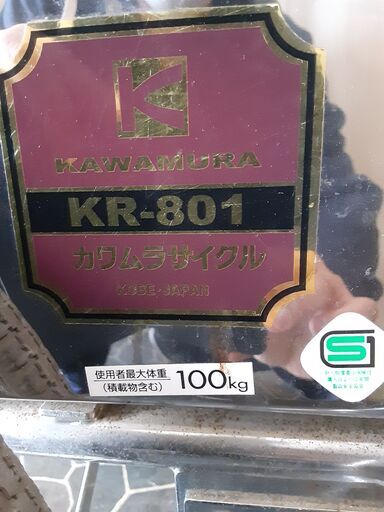 KAWAMURA
KR-801
カワムラサイクル
KOBE-JAPAN
使用者最大体重
(積載物含む)
100kg